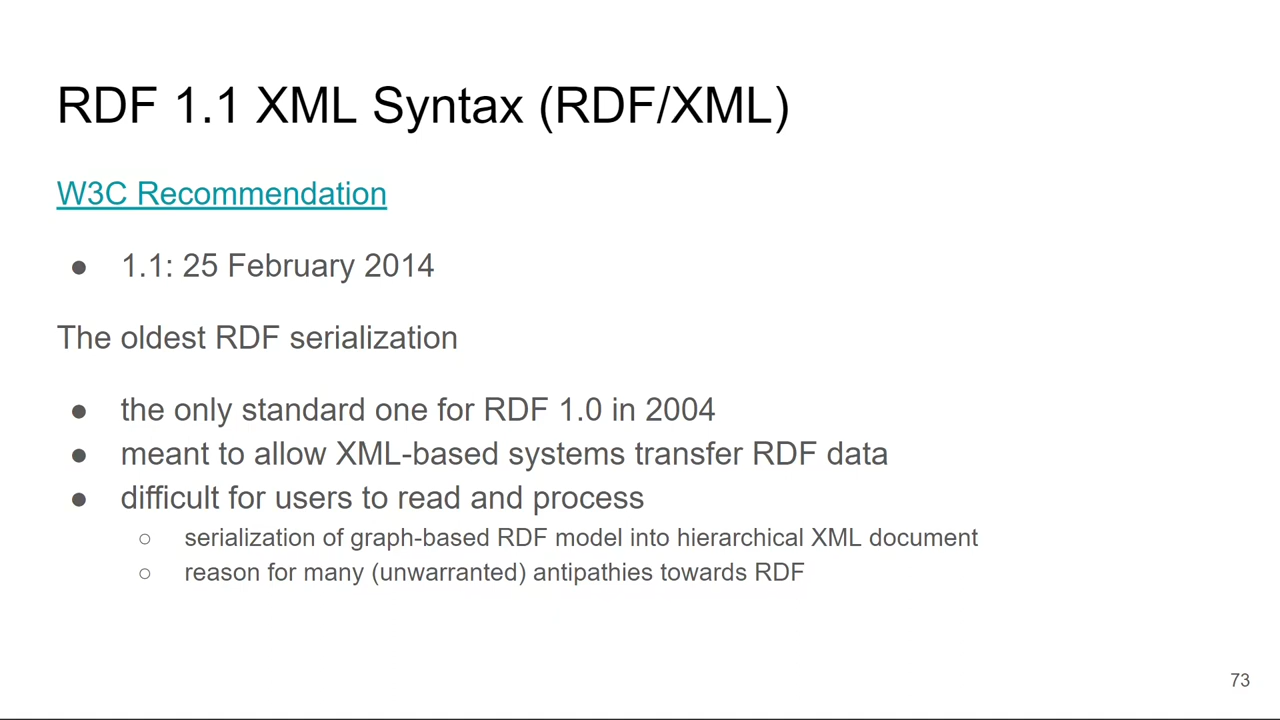 RDF 1.1 XML Syntax (RDF/XML)
W3C Recommendation
● 1.1: 25 February 2014
The oldest RDF serialization
● the only standard one for RDF 1.0 in 2004
● meant to allow XML-based systems transfer RDF data
● difficult for users to read and process
○ serialization of graph-based RDF model into hierarchical XML document
○ reason for many (unwarranted) antipathies towards RDF
73